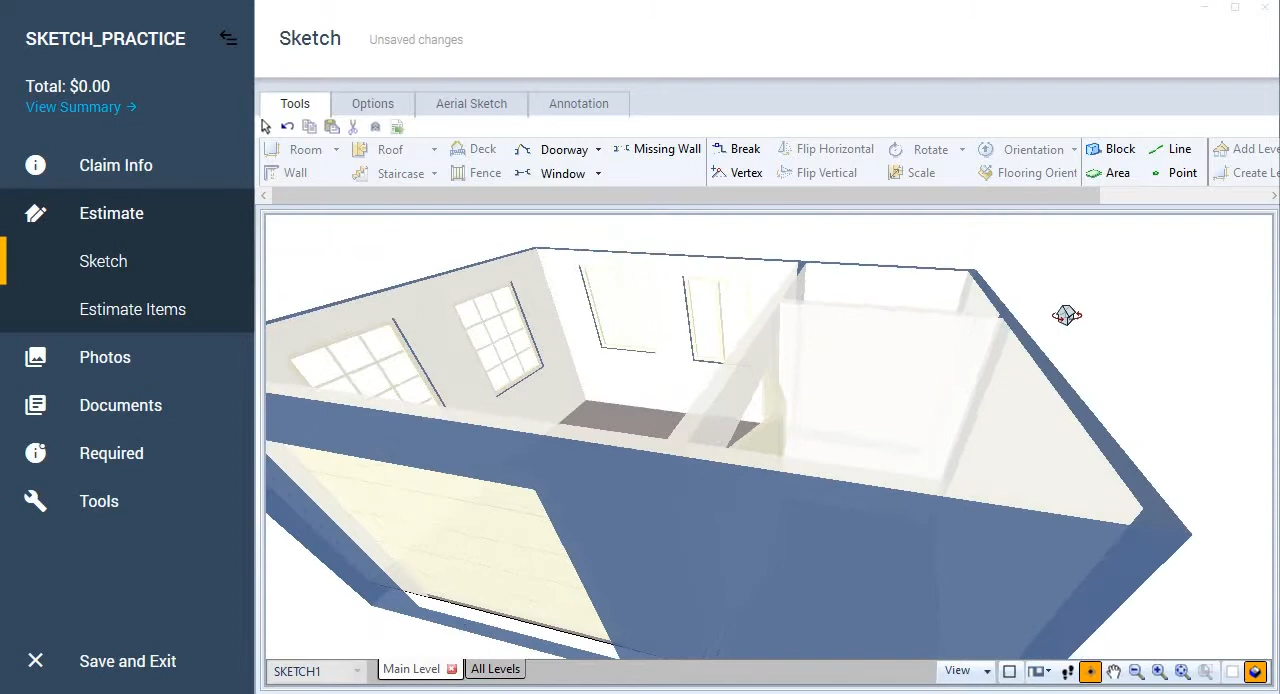 SKETCH_PRACTICE
Total: $0.00
View Summary
Claim Info
Estimate
Sketch
Estimate Items
Photos
Documents
Required
Tools
Save and Exit
Sketch Unsaved changes
Tools Options Aerial Sketch Annotation
Room Roof Deck Doorway Missing Wall Break Flip Horizontal Rotate Orientation Block Line Add Leve
Wall Staircase Fence Window Vertex Flip Vertical Scale Flooring Orient Area Point Create L
SKETCH1 Main Level All Levels View